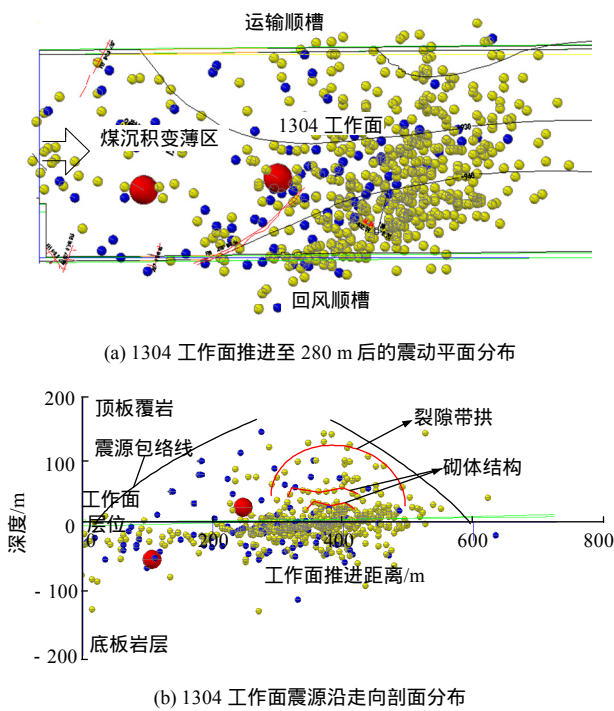 运输顺槽
1304 工作面
煤沉积变薄区
回风顺槽
(a) 1304 工作面推进至 280 m 后的震动平面分布
200
顶板覆岩
裂隙带拱
震源包络线
100
砌体结构
工作面
层位
深度/m
0
0
200
400
600
800
工作面推进距离/m
- 100
底板岩层
- 200
(b) 1304 工作面震源沿走向剖面分布